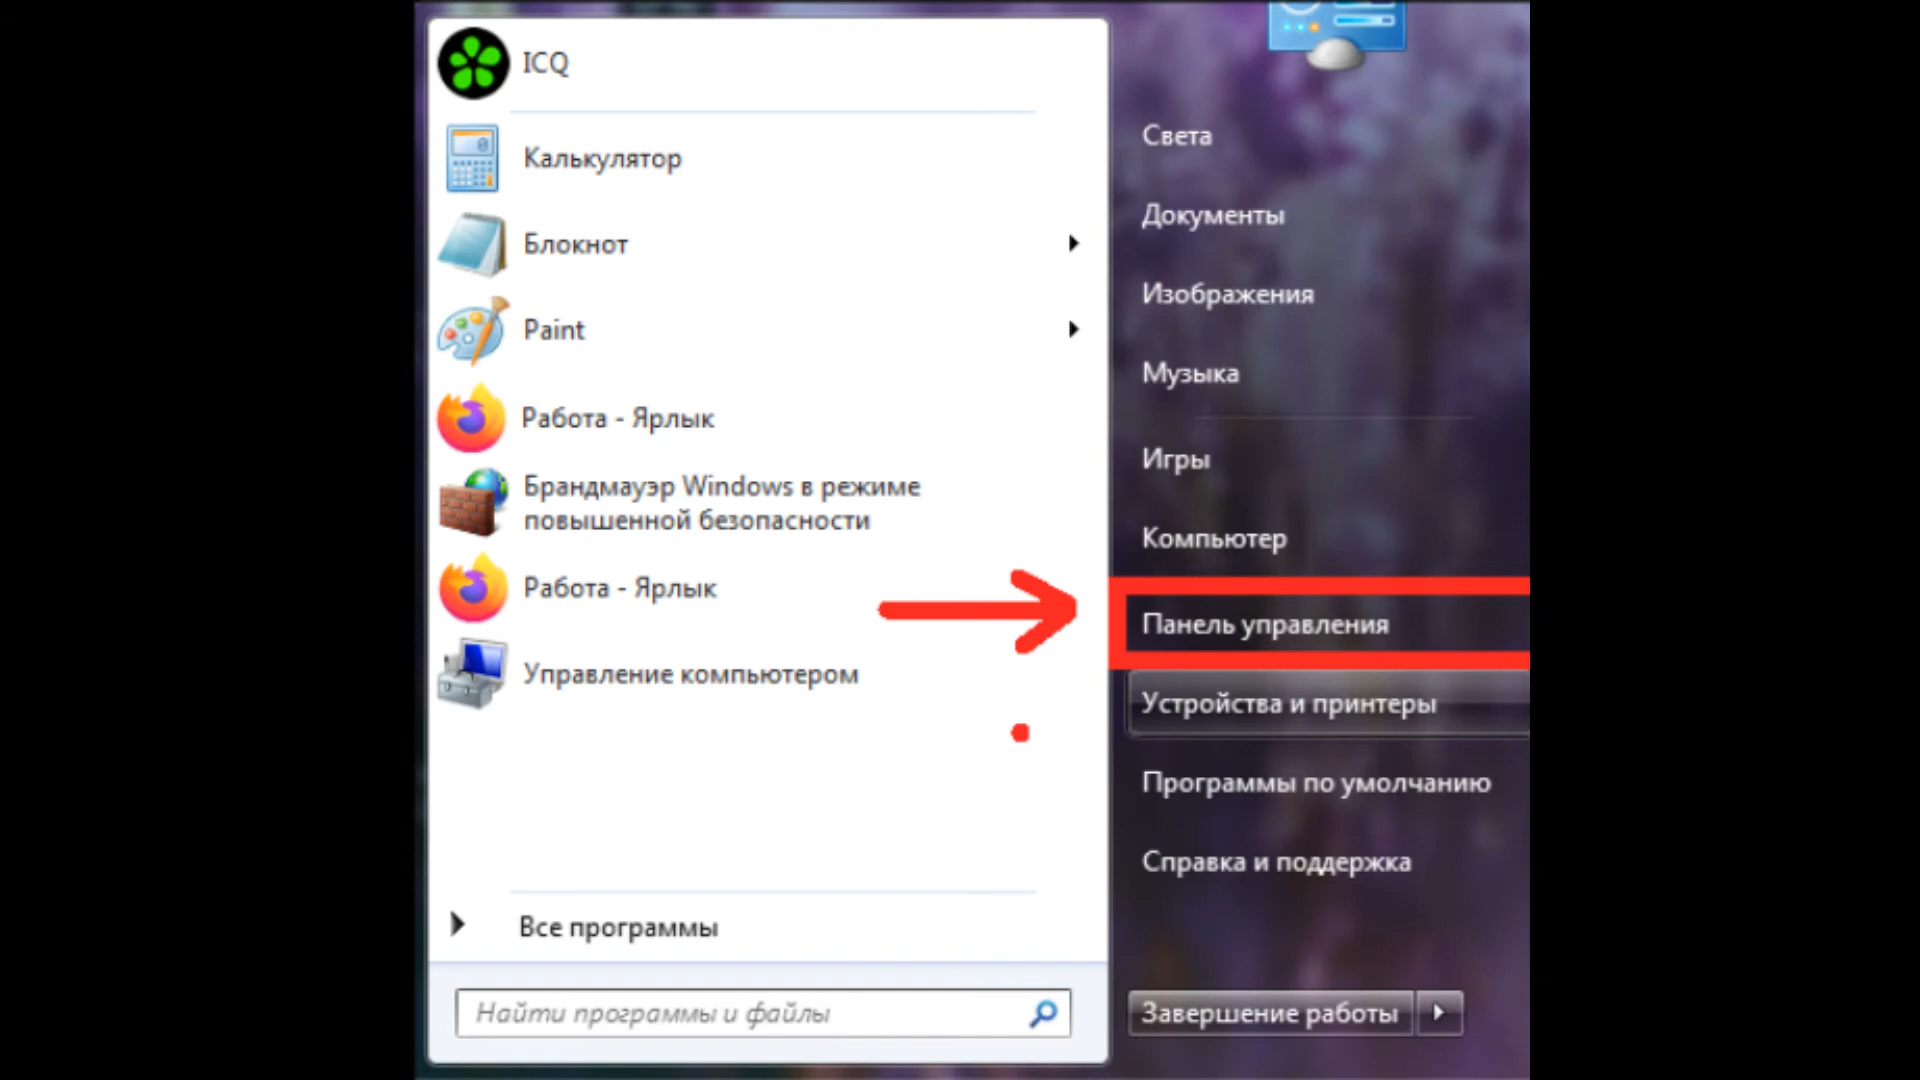 ICQ
Калькулятор
Блокнот
Paint
Работа - Ярлык
Брандмауэр Windows в режиме
повышенной безопасности
Работа - Ярлык
Управление компьютером
Все программы
Найти программы и файлы
Света
Документы
Изображения
Музыка
Игры
Компьютер
Панель управления
Устройства и принтеры
Программы по умолчанию
Справка и поддержка
Завершение работы